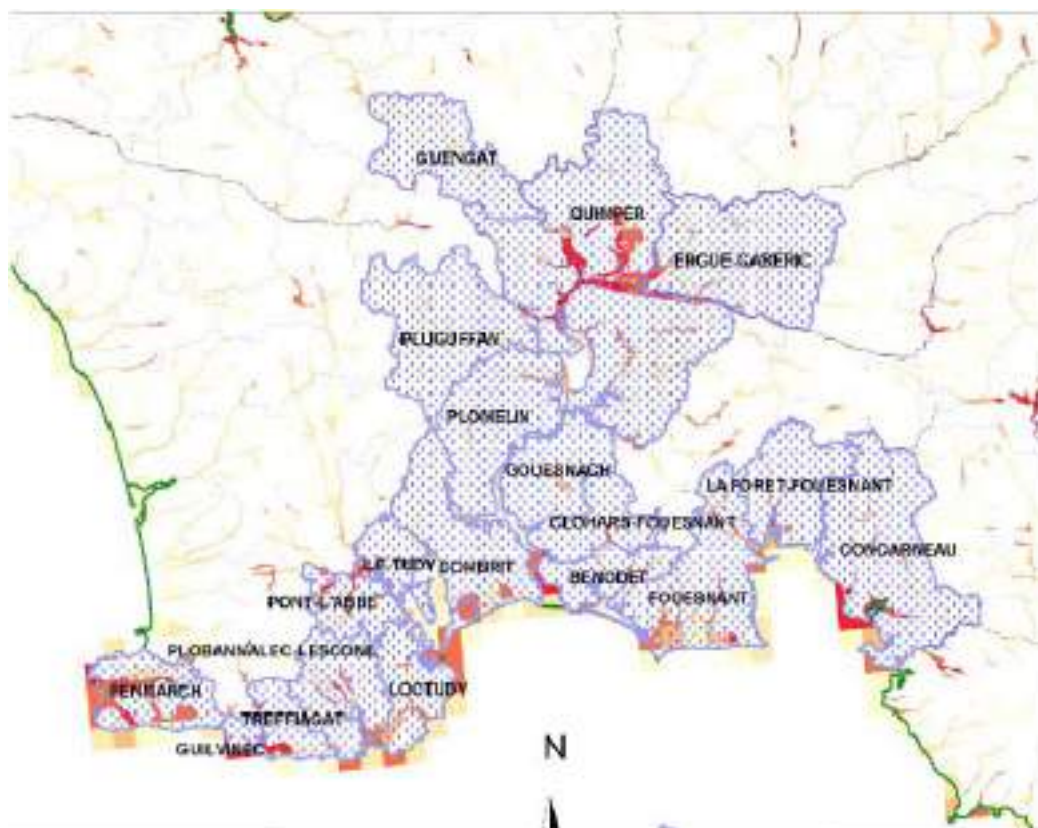 GUENGAT
QUIMPER
ERGUE-GABERIC
PLUGUFFAN
PLOMELIN
GOUESNACH
LA FORET-FOUESNANT
CLOHARS-FOUESNANT
CONCARNEAU
ILE-TUDY COMBRIT
BENODET
PONT-L'ABBE
FOUESNANT
PLOBANNALEC-LESCONIL
PENMARCH
LOCTUDY
TREFFIAGAT
GUILVINEC
N